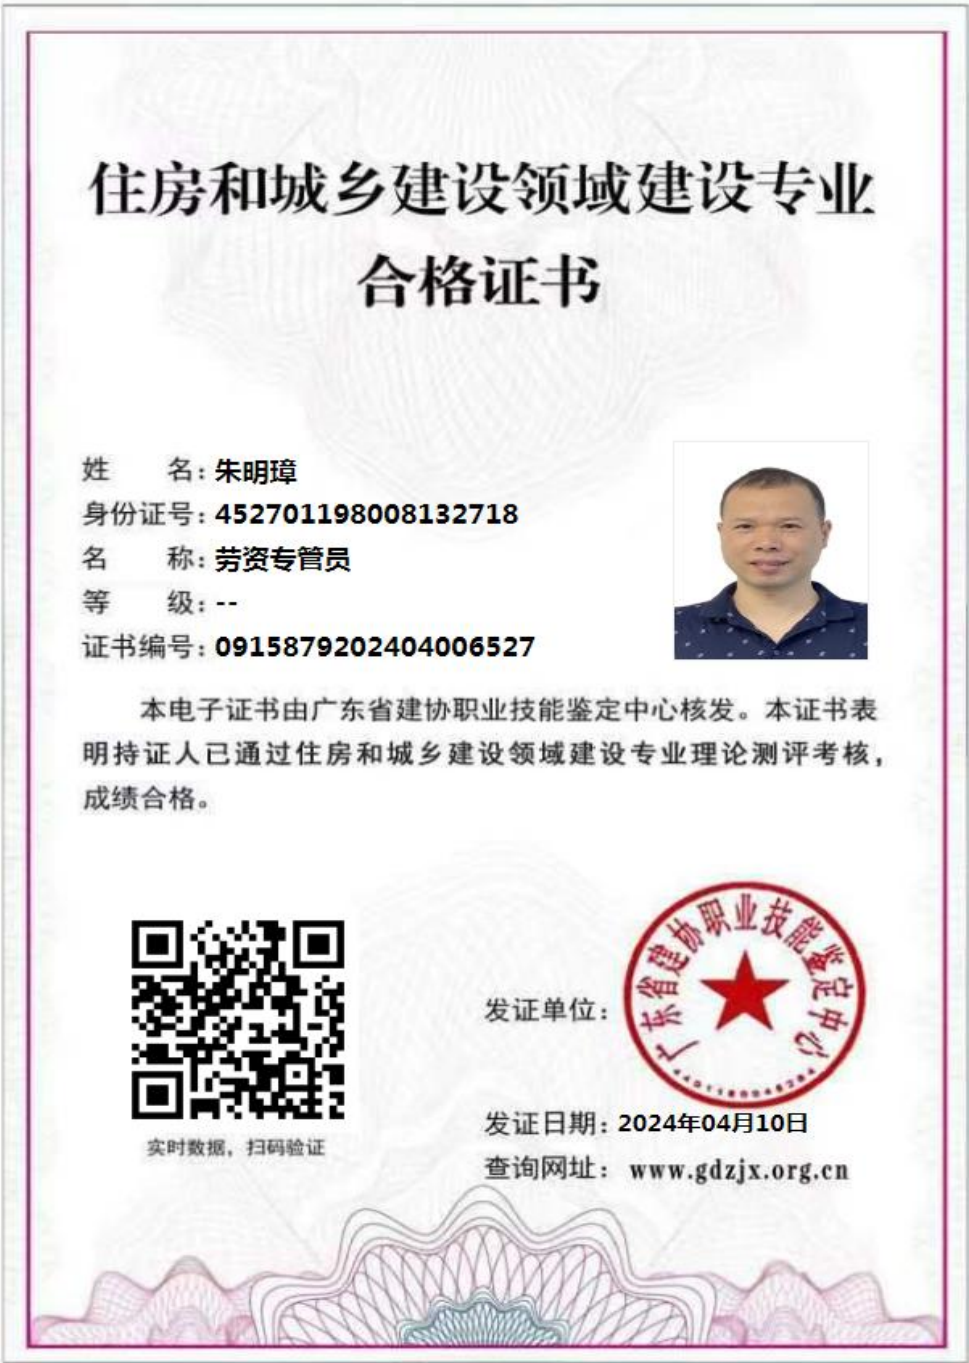 住房和城乡建设领域建设专业
合格证书
姓 名：朱明璋
身份证号：452701198008132718
名 称：劳资专管员
等 级：--
证书编号：0915879202404006527
本电子证书由广东省建协职业技能鉴定中心核发。本证书表
明持证人已通过住房和城乡建设领域建设专业理论测评考核，
成绩合格。
实时数据，扫码验证
发证单位：
广东省建协职业技能鉴定中心
发证日期：2024年04月10日
查询网址：www.gdzjx.org.cn